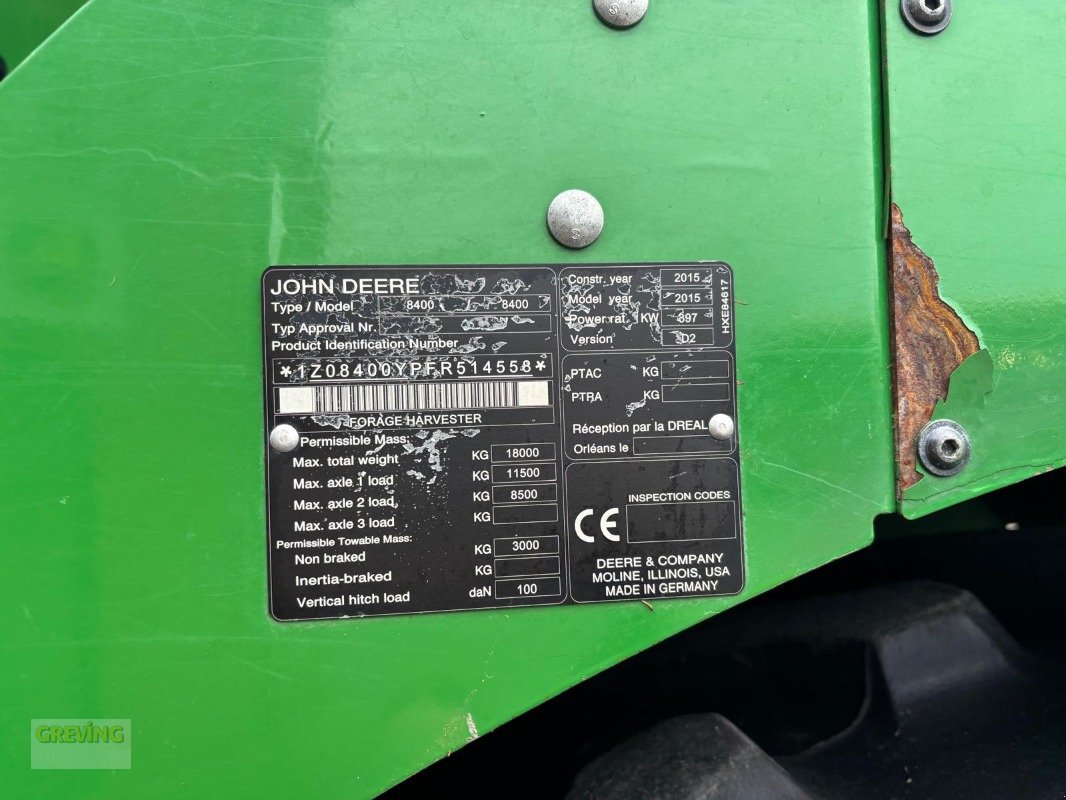 JOHN DEERE
Type / Model 8400 8400
Typ Approval Nr.
Product Identification Number
*1Z08400YPFR514558*
FORAGE HARVESTER
Permissible Mass:
Max. total weight KG 18000
Max. axle 1 load KG 11500
Max. axle 2 load KG 8500
Max. axle 3 load KG
Permissible Towable Mass:
Non braked KG 3000
Inertia-braked KG
Vertical hitch load daN 100
Constr. year 2015
Model year 2015
Power rat. KW 397
Version
HXE84617
PTAC KG
PTRA KG
Réception par la DREAL
Orléans le
INSPECTION CODES
CE
DEERE & COMPANY
MOLINE, ILLINOIS, USA
MADE IN GERMANY
GREVING